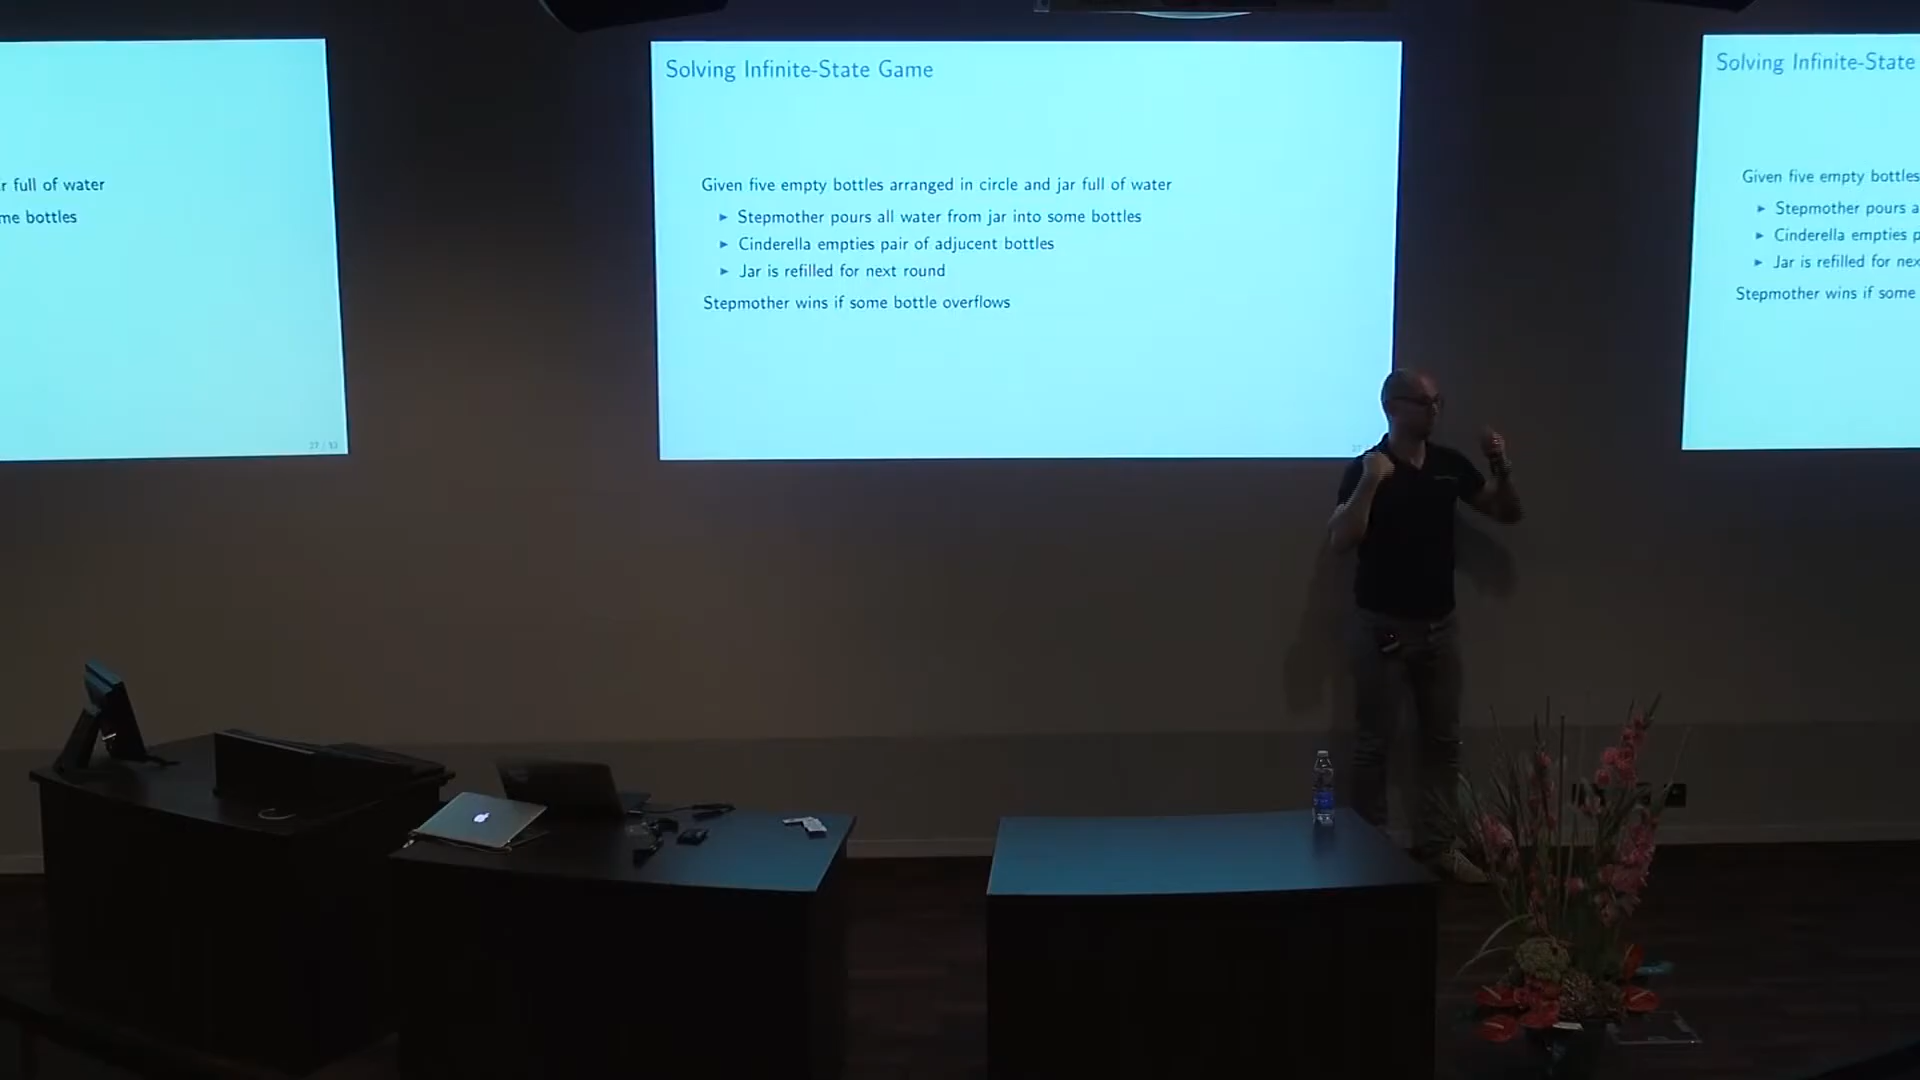 r full of water
me bottles
27 / 53
Solving Infinite-State Game
Given five empty bottles arranged in circle and jar full of water
► Stepmother pours all water from jar into some bottles
► Cinderella empties pair of adjucent bottles
► Jar is refilled for next round
Stepmother wins if some bottle overflows
Solving Infinite-State
Given five empty bottles
► Stepmother pours a
► Cinderella empties p
► Jar is refilled for nex
Stepmother wins if some